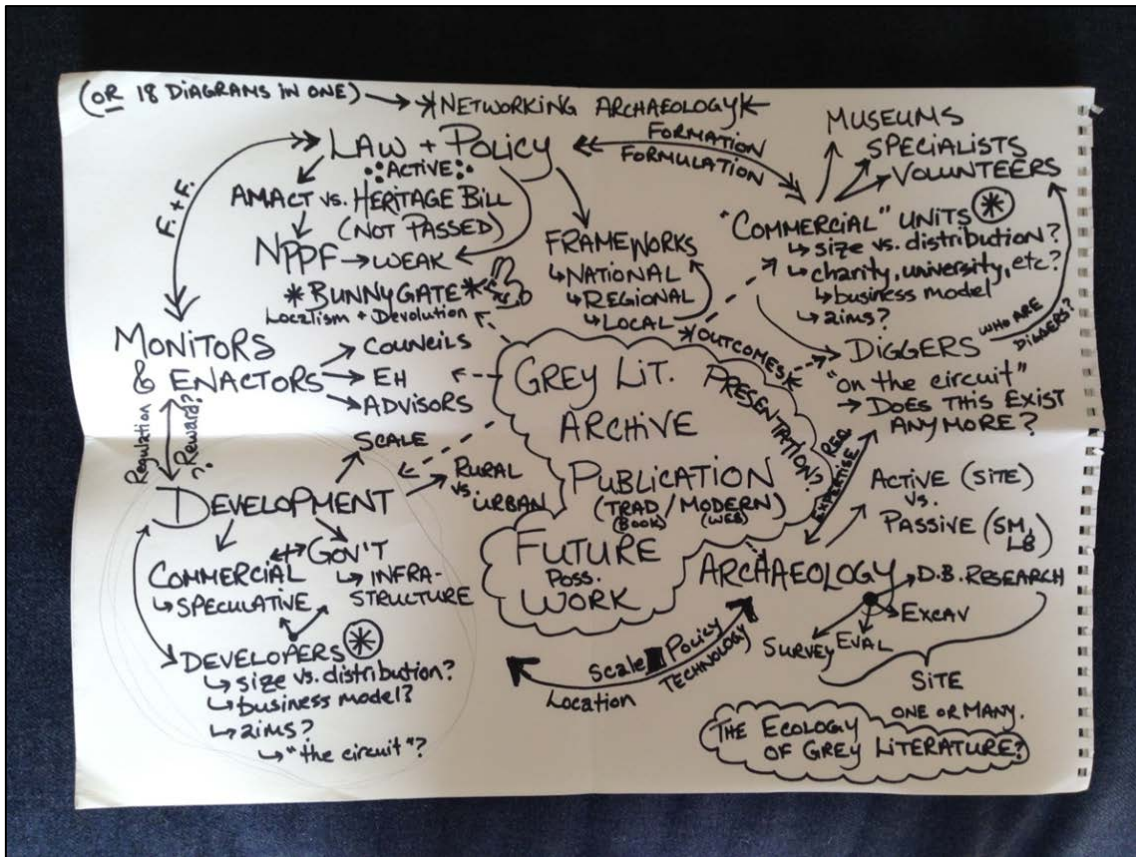 (OR 18 DIAGRAMS IN ONE) → *NETWORKING ARCHAEOLOGY*
LAW + POLICY
ACTIVE
AMACT vs. HERITAGE BILL
(NOT PASSED)
NPPF → WEAK
*BUNNYGATE*
Localism + Devolution
F. + F.
FORMATION
FORMULATION
FRAMEWORKS
↳ NATIONAL
↳ REGIONAL
↳ LOCAL
MUSEUMS
SPECIALISTS
VOLUNTEERS
"COMMERCIAL" UNITS *
↳ size vs. distribution?
↳ charity, university, etc?
↳ business model
↳ aims?
DIGGERS
WHO ARE
DIGGERS?
"on the circuit"
→ DOES THIS EXIST
ANYMORE?
MONITORS
& ENACTORS
→ COUNCILS
→ EH
→ ADVISORS
Regulation
Reward?
GREY LIT.
ARCHIVE
PUBLICATION
(TRAD/MODERN)
(BOOK) (WEB)
FUTURE
POSS.
WORK
*OUTCOMES*
PRESENTATION?
REQ.
EXPERTISE
DEVELOPMENT
SCALE
RURAL
vs.
URBAN
COMMERCIAL
↳ SPECULATIVE
GOV'T
↳ INFRA-
STRUCTURE
DEVELOPERS *
↳ size vs. distribution?
↳ business model?
↳ aims?
↳ "the circuit"?
Scale Policy
Location TECHNOLOGY
ARCHAEOLOGY
ACTIVE (SITE)
vs.
PASSIVE (SM,
LB)
D.B. RESEARCH
EXCAV
EVAL
SURVEY
SITE
ONE OR MANY.
THE ECOLOGY
OF GREY LITERATURE?